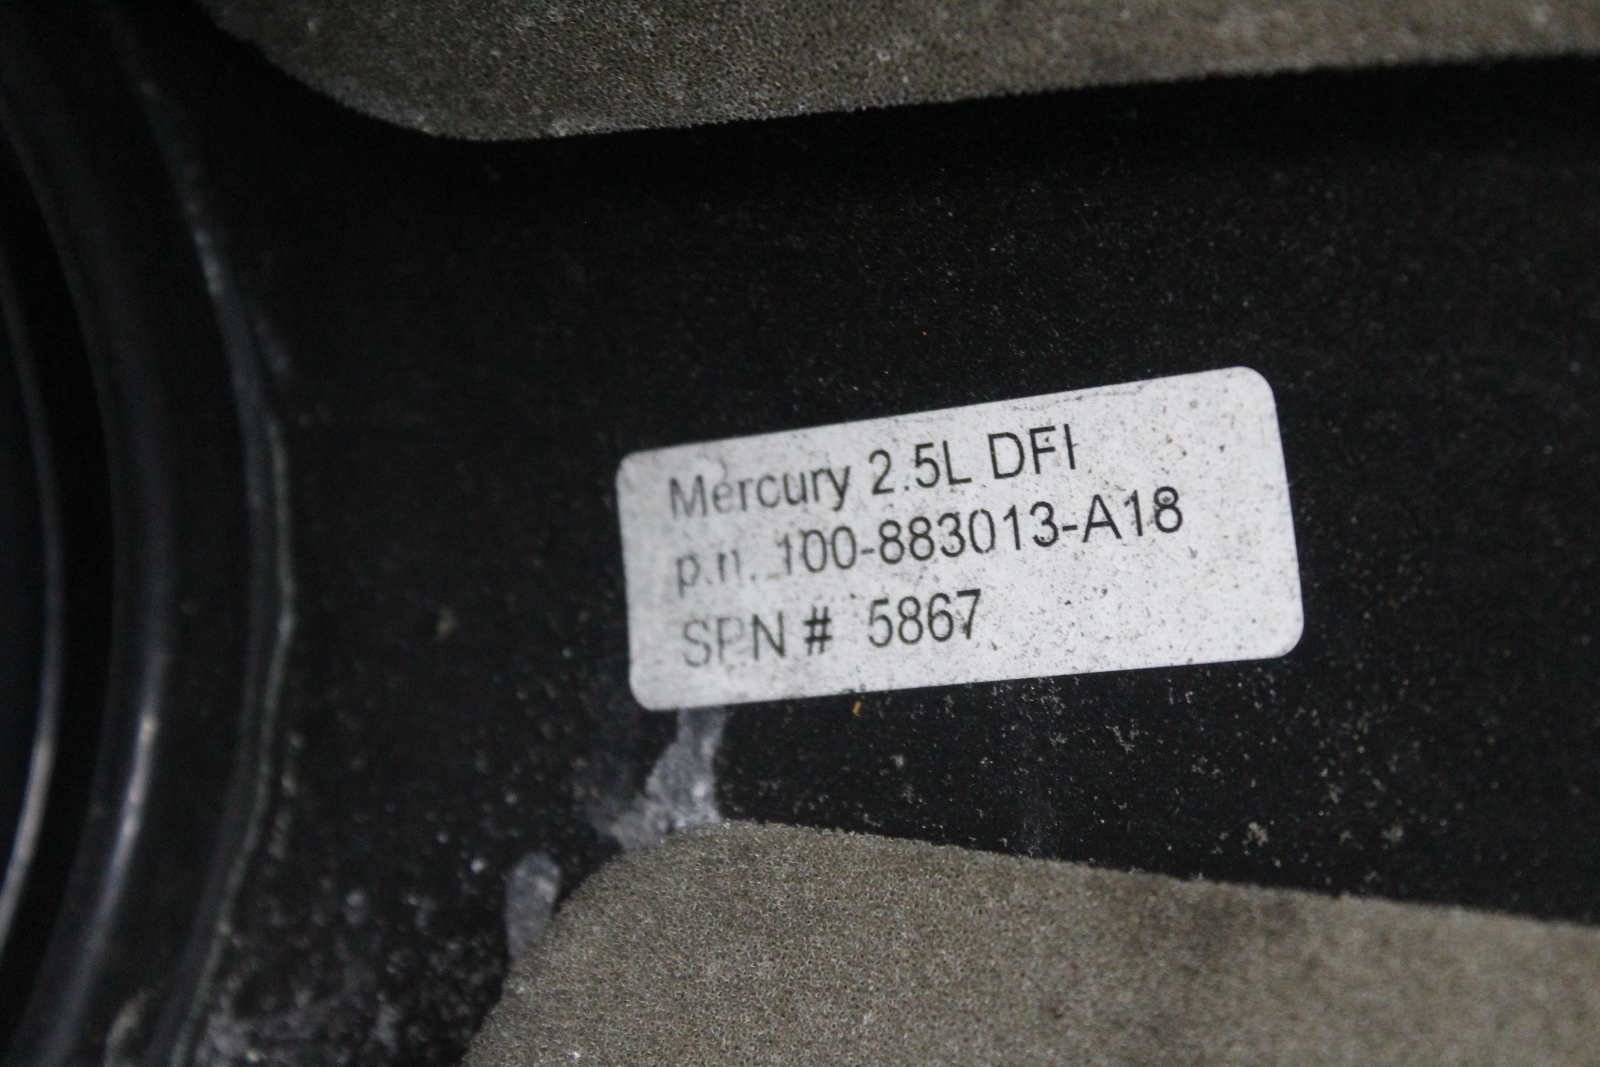 Mercury 2.5L DFI
p.n. 100-883013-A18
SPN # 5867